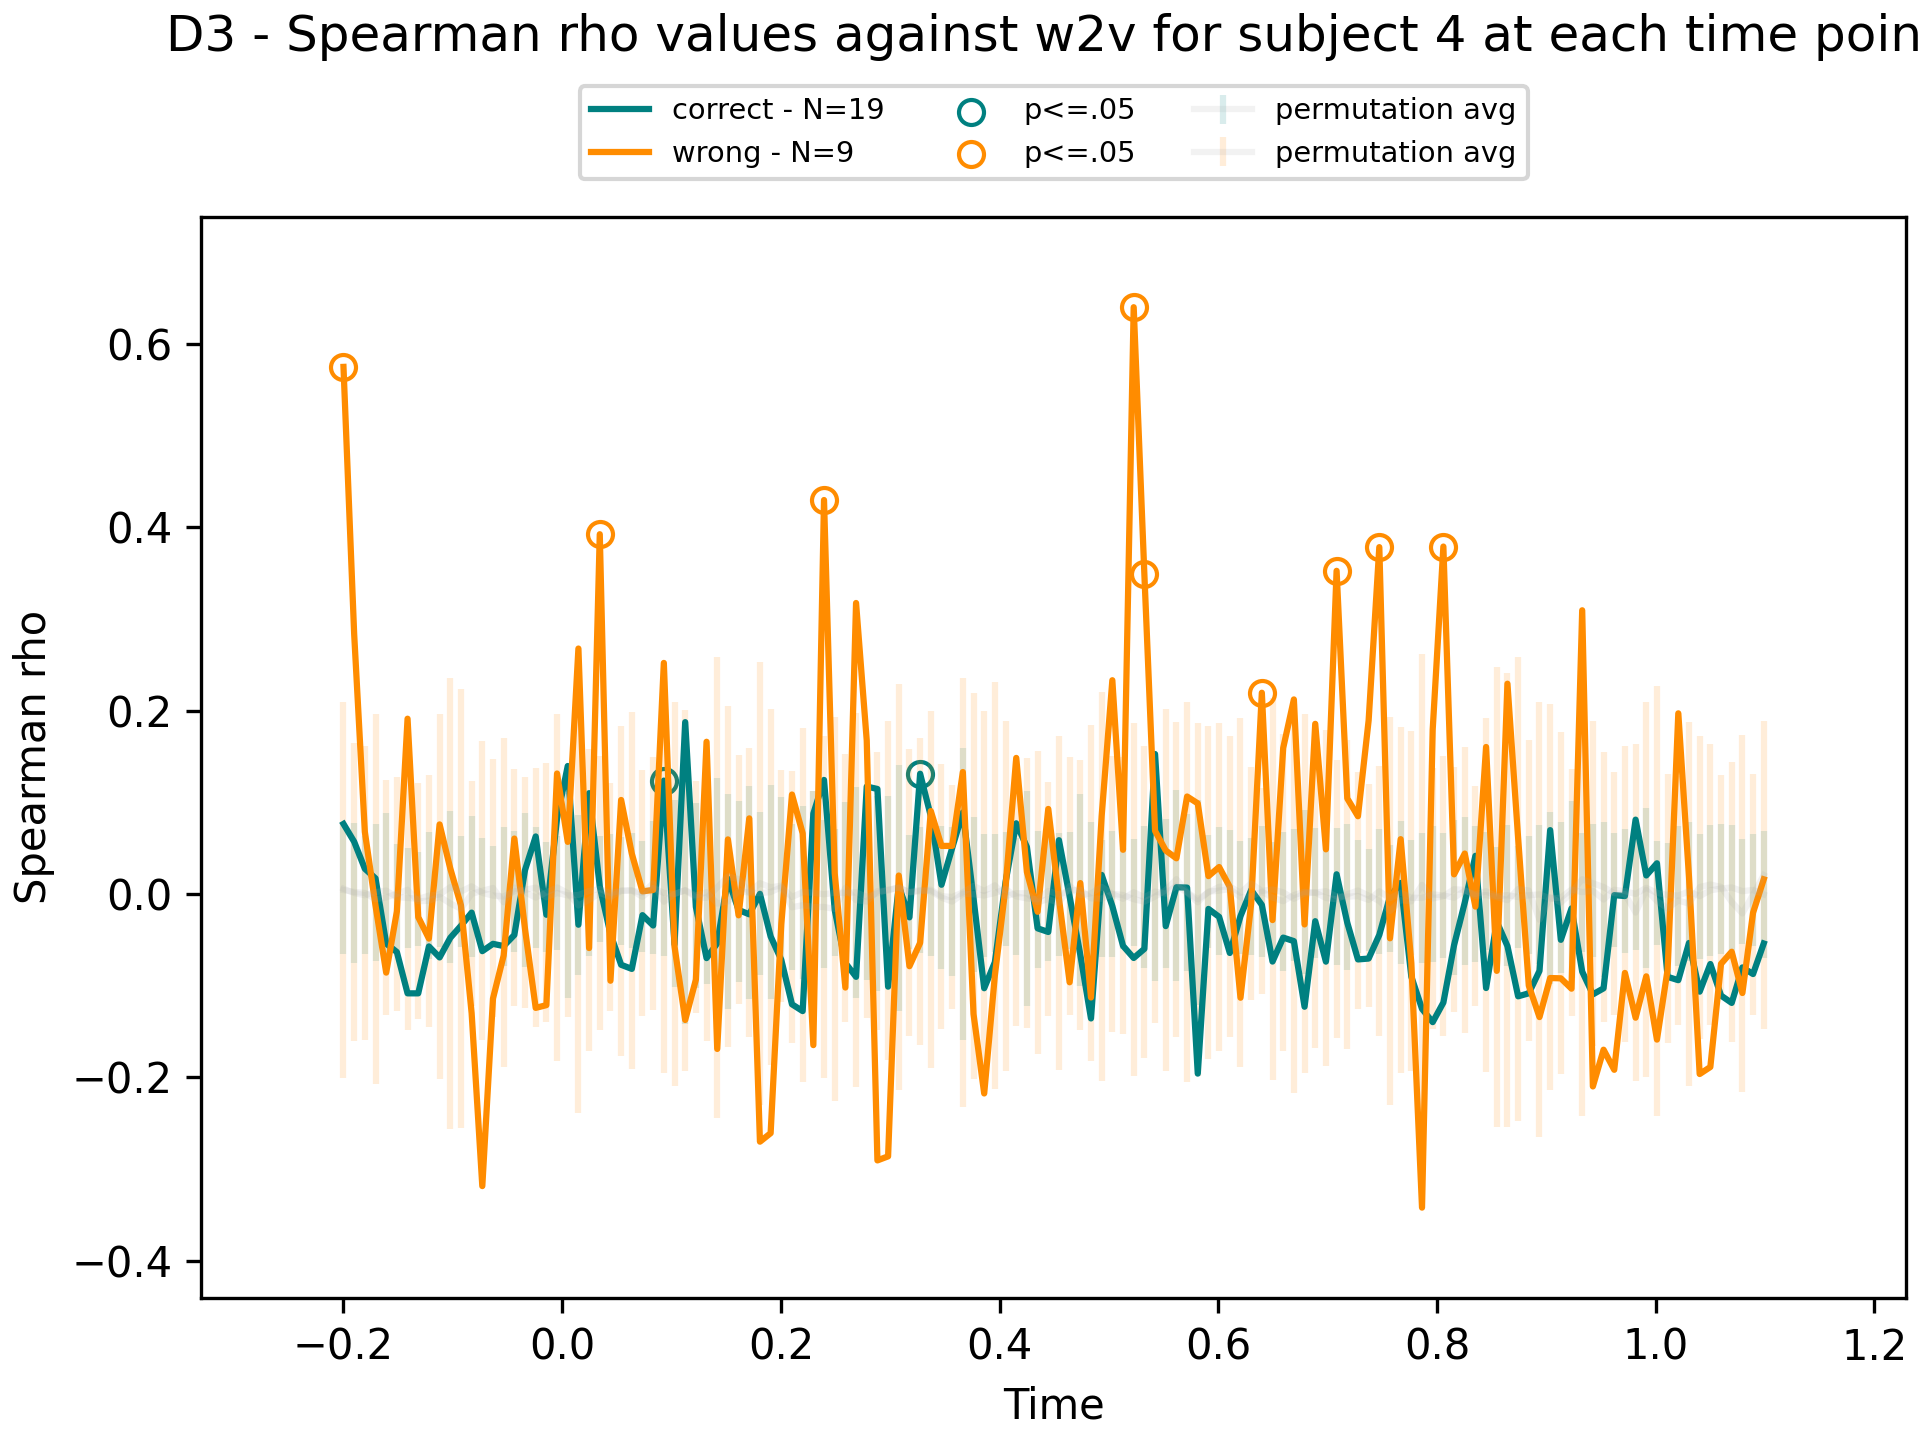 D3 - Spearman rho values against w2v for subject 4 at each time poin
correct - N=19
wrong - N=9
p<=.05
p<=.05
permutation avg
permutation avg
Spearman rho
0.6
0.4
0.2
0.0
−0.2
−0.4
−0.2 0.0 0.2 0.4 0.6 0.8 1.0 1.2
Time